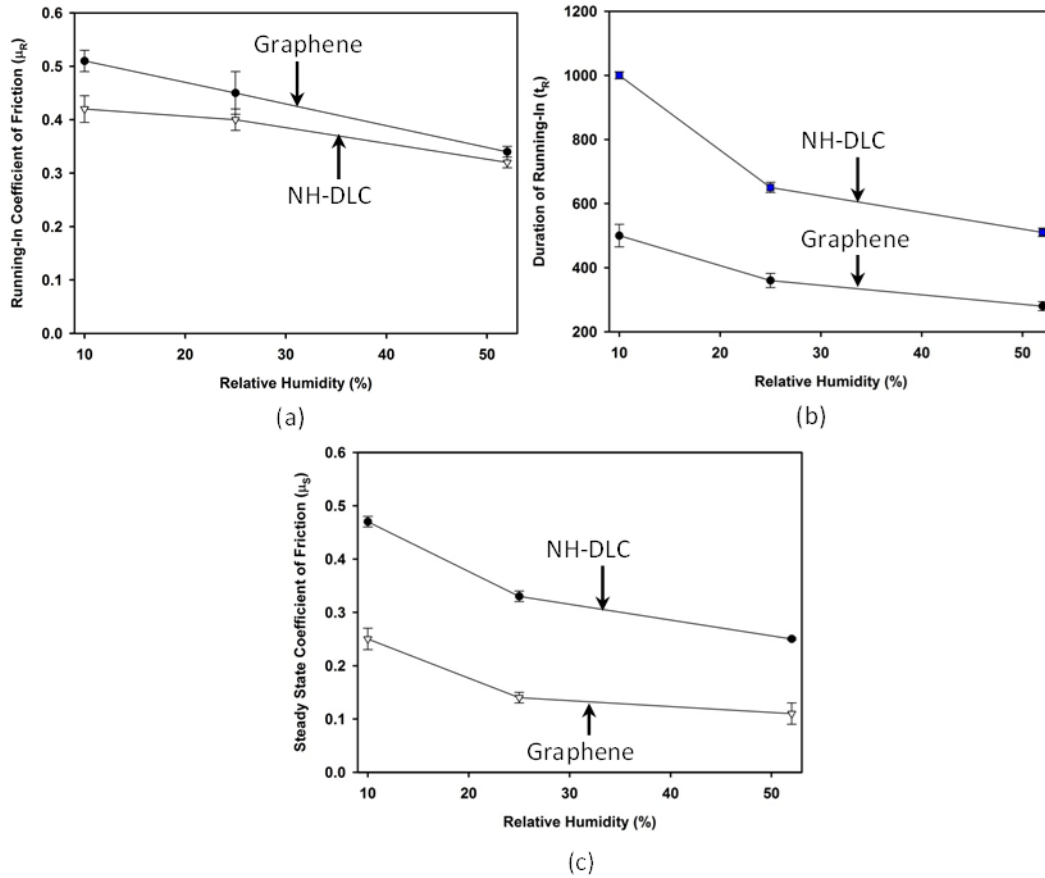 0.6
0.5
0.4
0.3
0.2
0.1
0.0
Running-In Coefficient of Friction (μR)
Graphene
NH-DLC
10 20 30 40 50
Relative Humidity (%)
(a)
1200
1000
800
600
400
200
Duration of Running-In (tR)
NH-DLC
Graphene
10 20 30 40 50
Relative Humidity (%)
(b)
0.6
0.5
0.4
0.3
0.2
0.1
0.0
Steady State Coefficient of Friction (μS)
NH-DLC
Graphene
10 20 30 40 50
Relative Humidity (%)
(c)